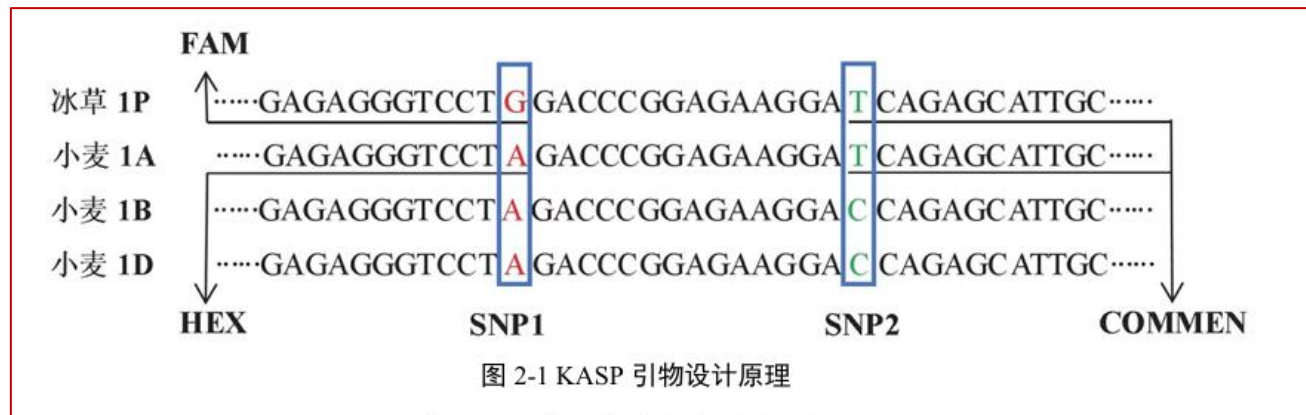 FAM
冰草 1P ······GAGAGGGTCCTGGACCCGGAGAAGGATCAGAGCATTGC······
小麦 1A ······GAGAGGGTCCTAGACCCGGAGAAGGATCAGAGCATTGC······
小麦 1B ······GAGAGGGTCCTAGACCCGGAGAAGGACCAGAGCATTGC······
小麦 1D ······GAGAGGGTCCTAGACCCGGAGAAGGACCAGAGCATTGC······
HEX SNP1 SNP2 COMMEN
图 2-1 KASP 引物设计原理